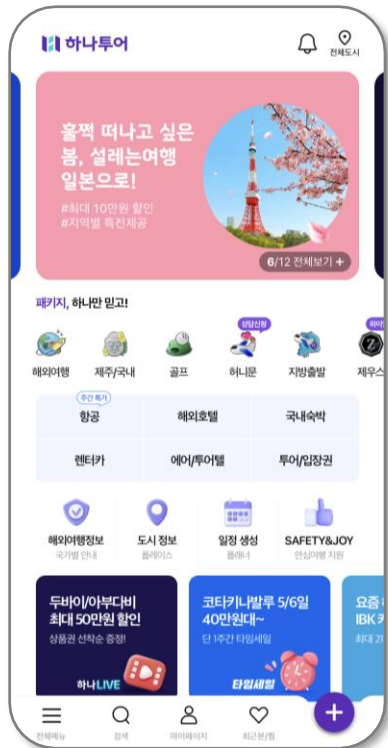 하나투어
전체도시
훌쩍 떠나고 싶은
봄, 설레는여행
일본으로!
#최대 10만원 할인
#지역별 특전제공
6/12 전체보기 +
패키지, 하나만 믿고!
상담신청
해외여행 제주/국내 골프 허니문 지방출발 제우스
주간 특가
항공 해외호텔 국내숙박
렌터카 에어/투어텔 투어/입장권
해외여행정보 도시 정보 일정 생성 SAFETY&JOY
국가별 안내 플레이스 플래너 안심여행 지원
두바이/아부다비
최대 50만원 할인
상품권 선착순 증정!
하나LIVE
코타키나발루 5/6일
40만원대~
단 1주간 타임세일
타임세일
요즘
IBK
최대
전체메뉴 검색 마이페이지 최근본/찜